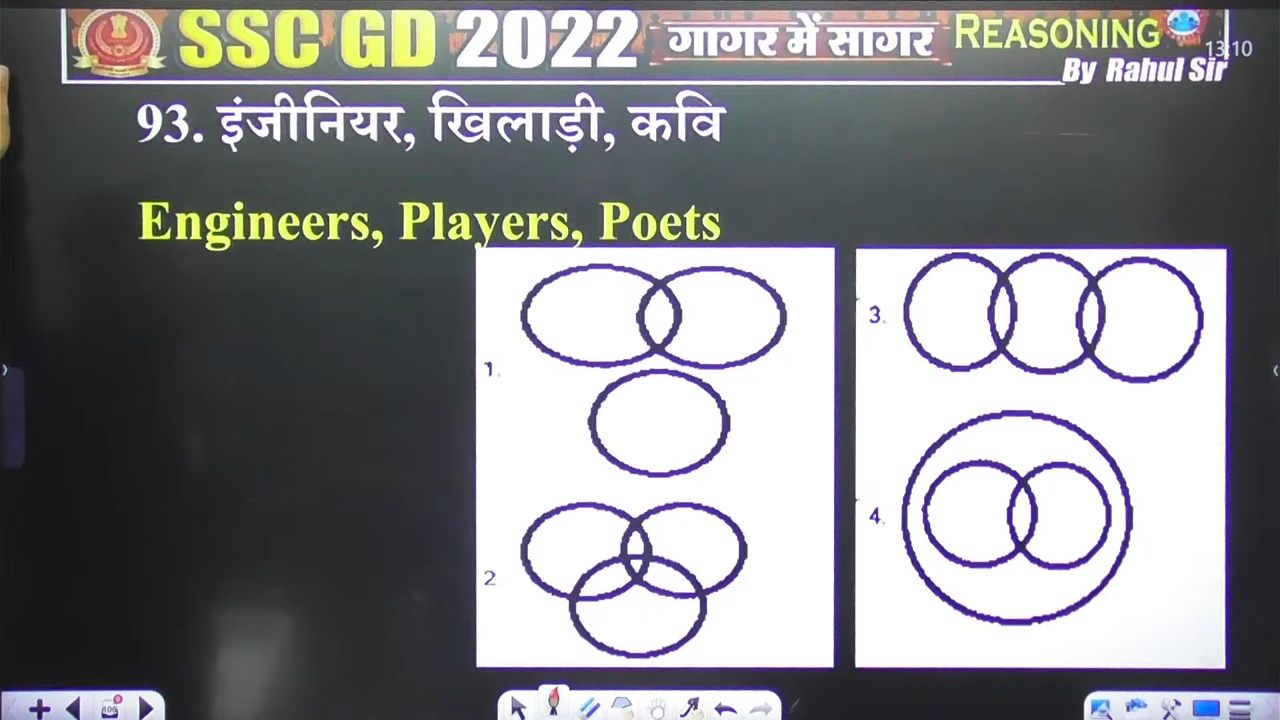 SSC GD 2022 गागर में सागर REASONING
13:10
By Rahul Sir
93. इंजीनियर, खिलाड़ी, कवि
Engineers, Players, Poets
1.
2
3.
4.